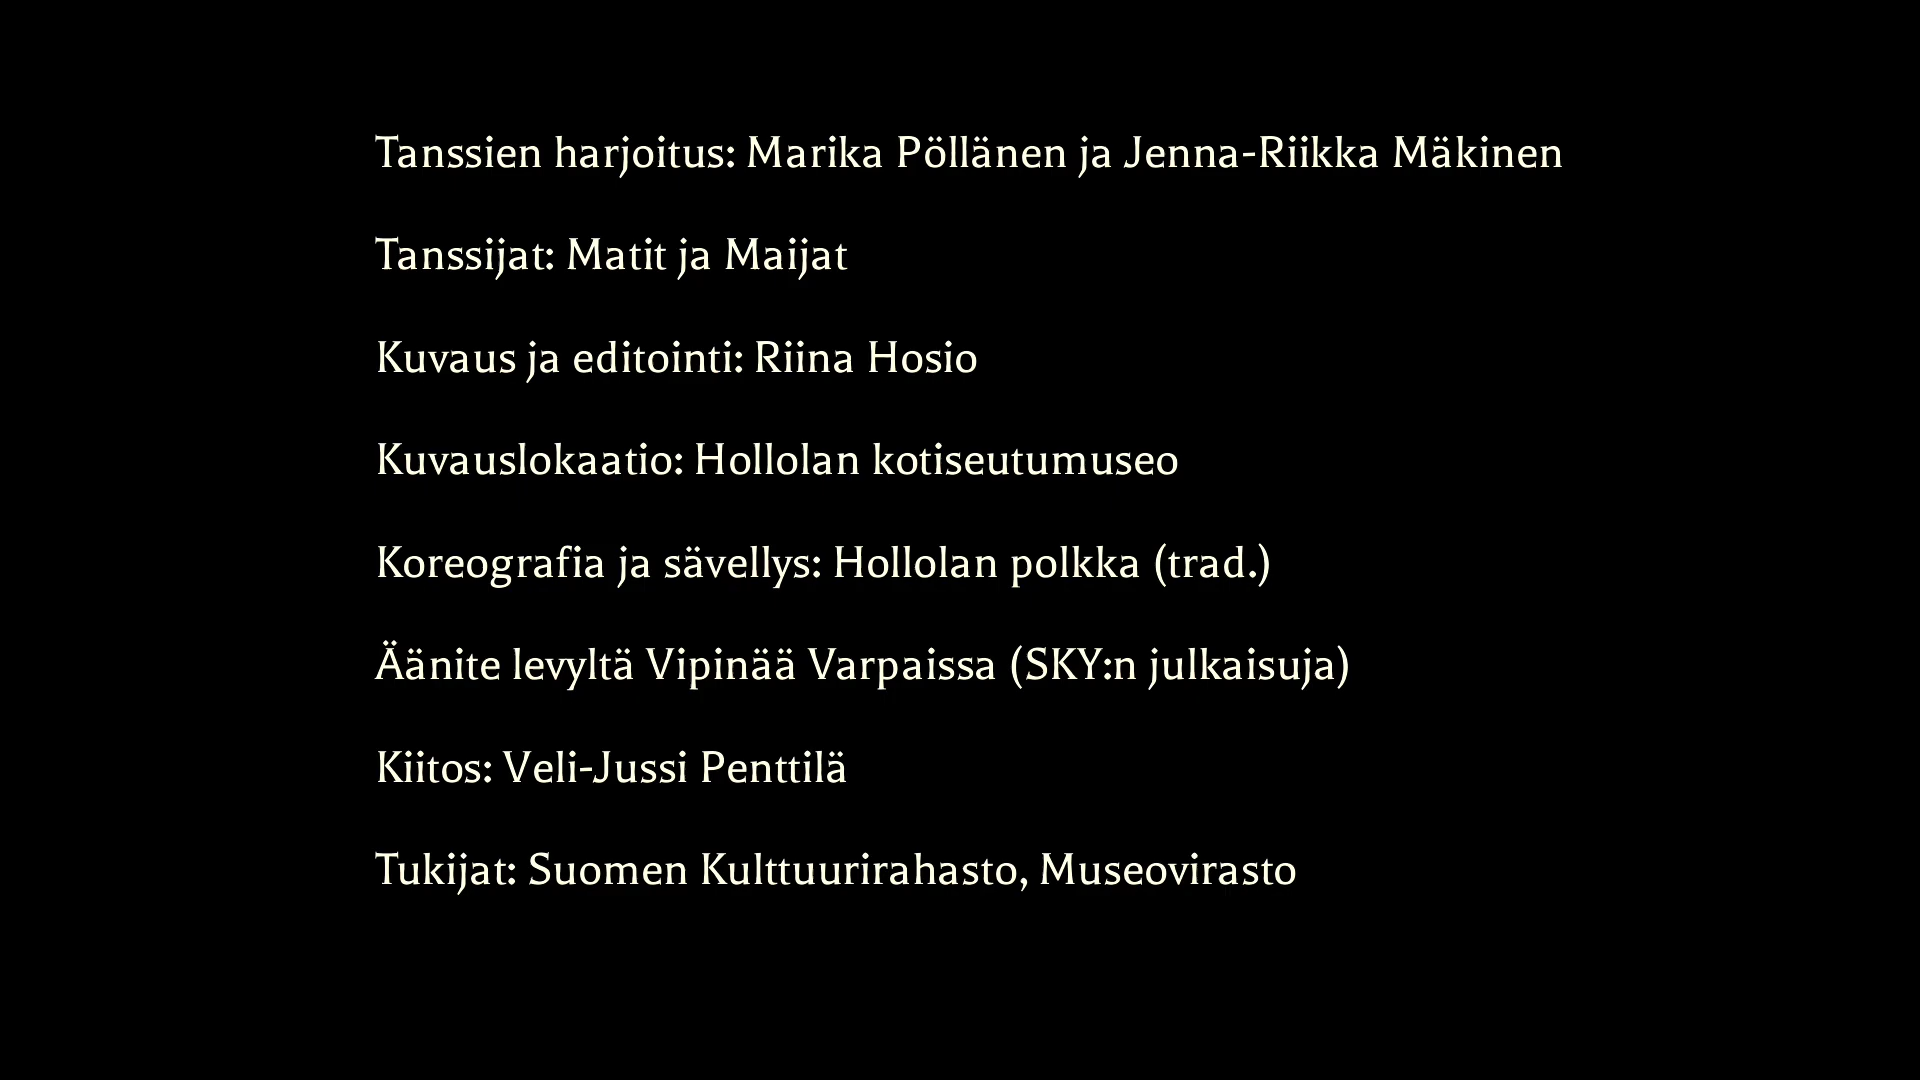 Tanssien harjoitus: Marika Pöllänen ja Jenna-Riikka Mäkinen
Tanssijat: Matit ja Maijat
Kuvaus ja editointi: Riina Hosio
Kuvauslokaatio: Hollolan kotiseutumuseo
Koreografia ja sävellys: Hollolan polkka (trad.)
Äänite levyltä Vipinää Varpaissa (SKY:n julkaisuja)
Kiitos: Veli-Jussi Penttilä
Tukijat: Suomen Kulttuurirahasto, Museovirasto